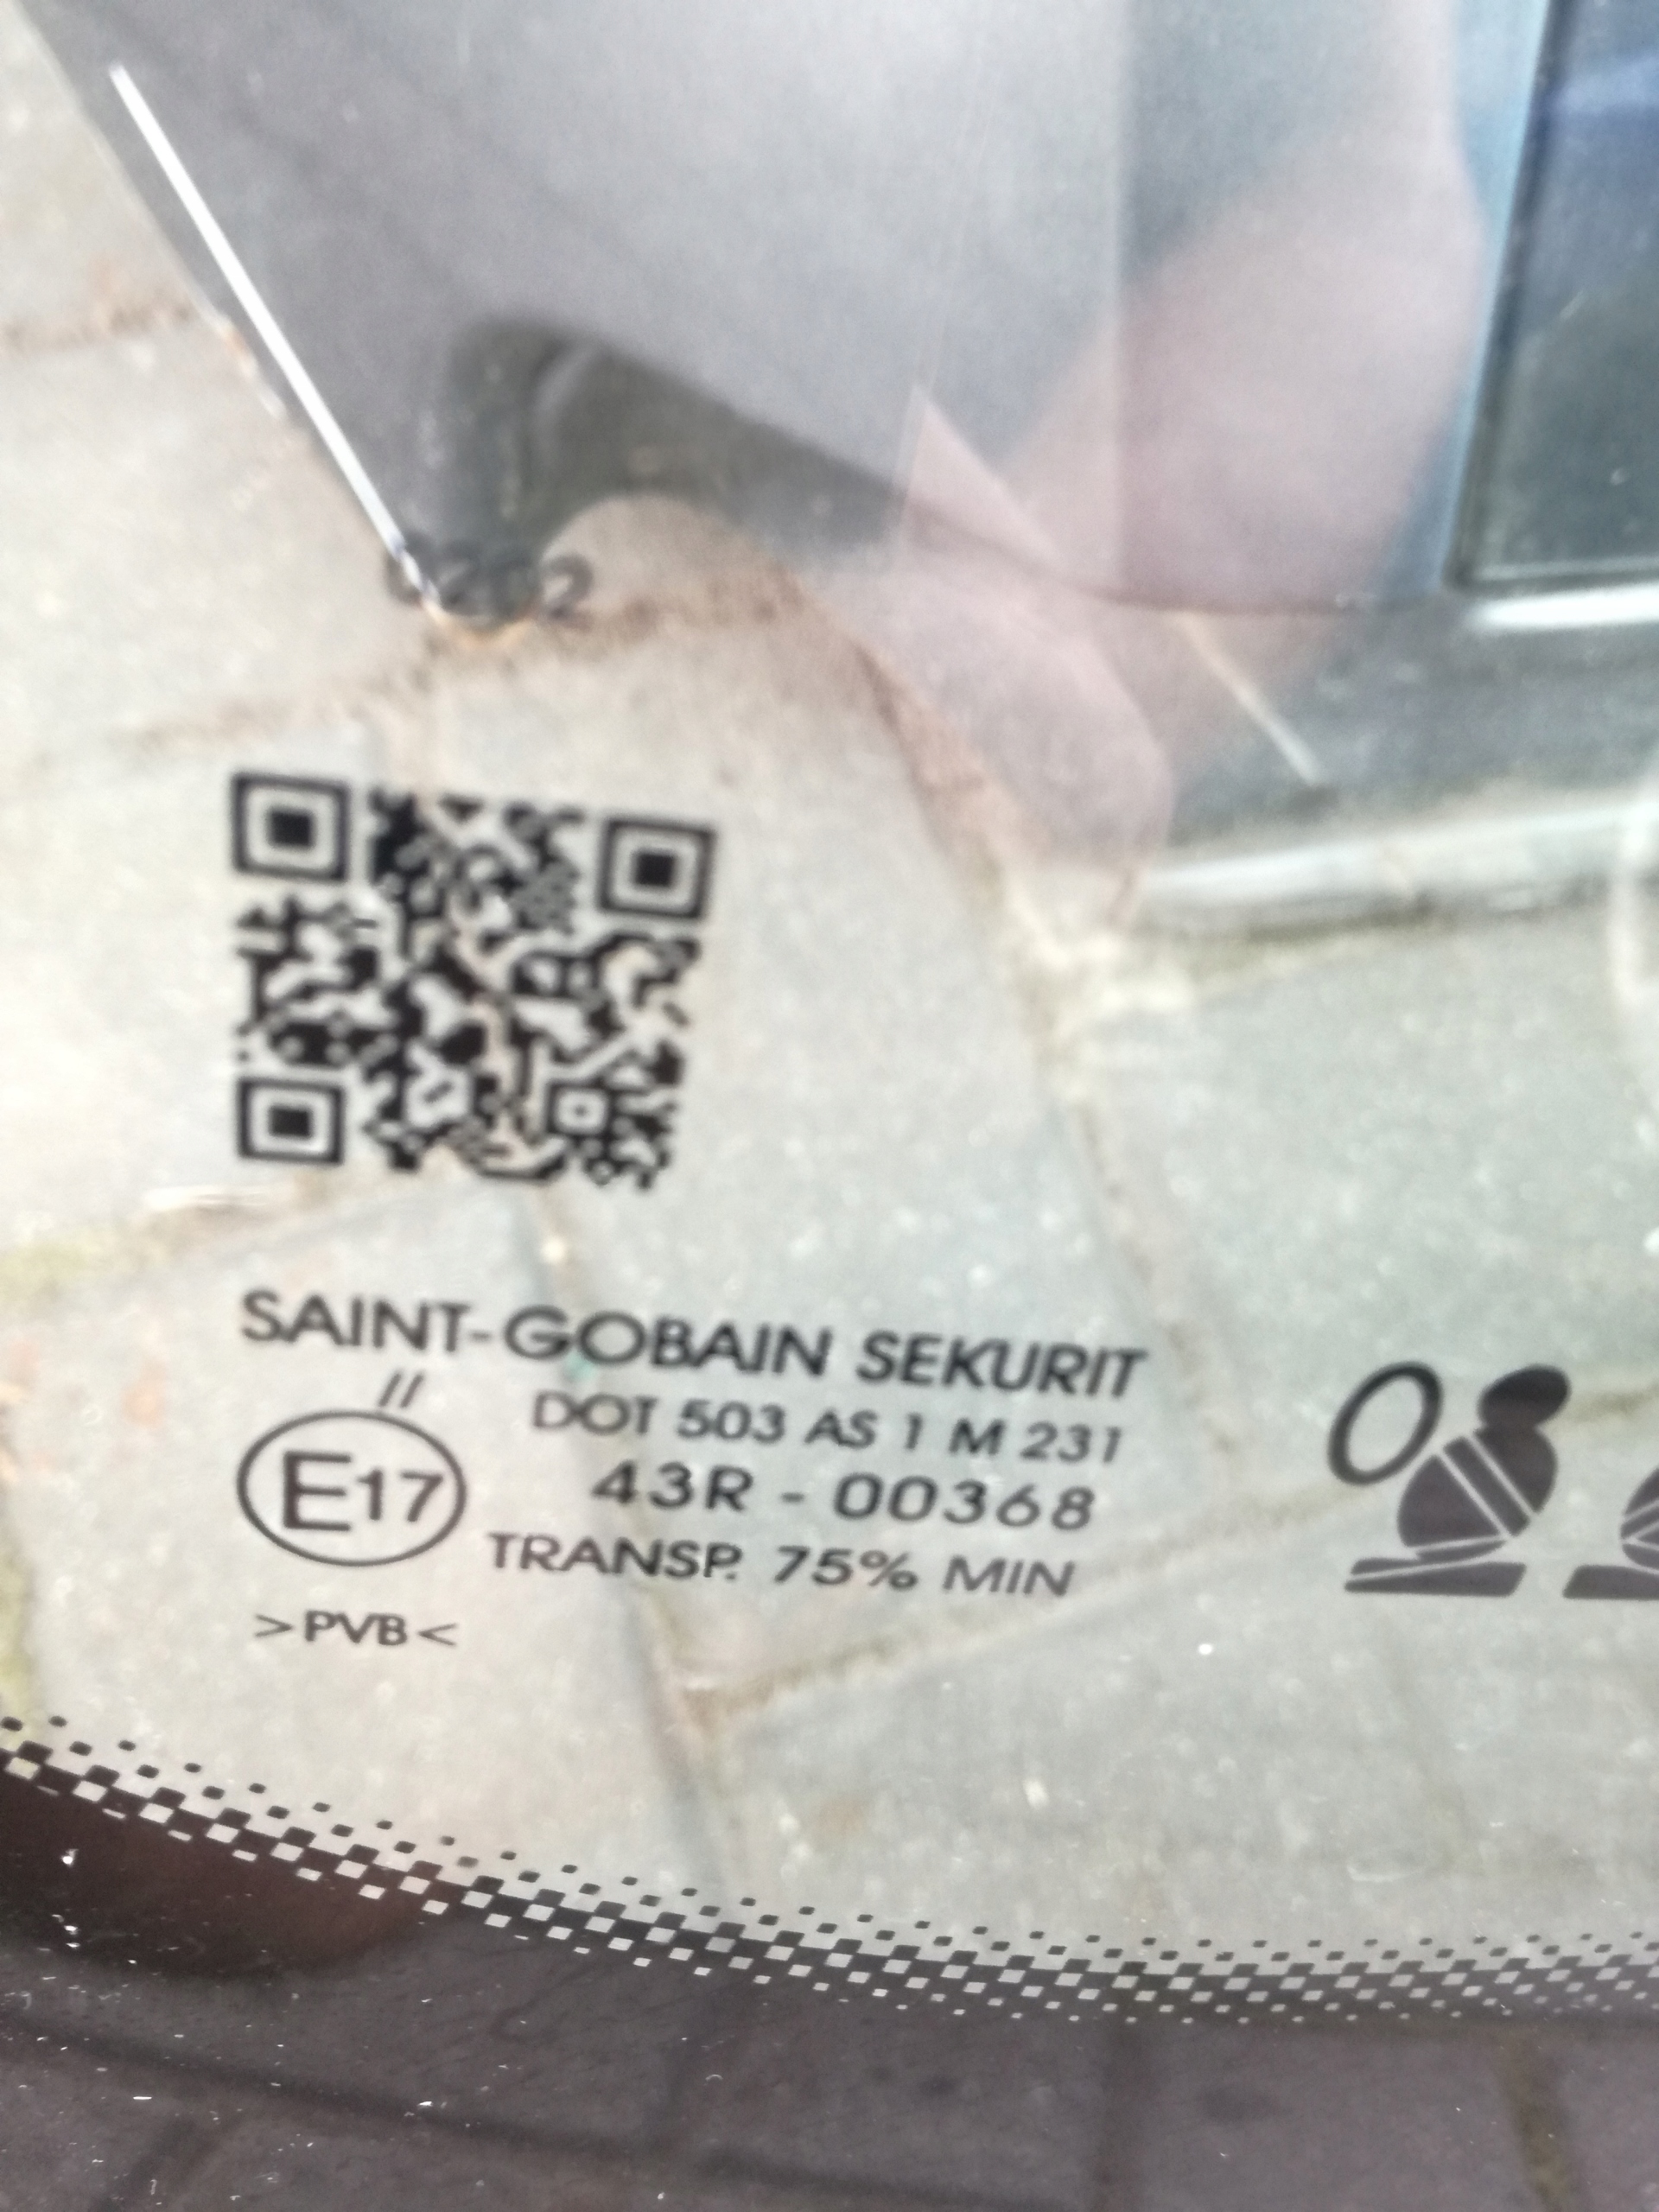 SAINT-GOBAIN SEKURIT
//
DOT 503 AS 1 M 231
E17
43R - 00368
TRANSP. 75% MIN
>PVB<